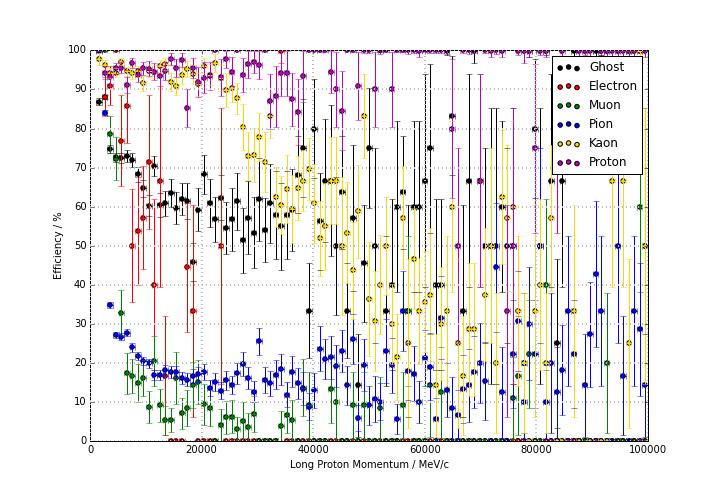 100
90
80
70
60
50
40
30
20
10
0
Efficiency / %
0
20000
40000
60000
80000
100000
Long Proton Momentum / MeV/c
Ghost
Electron
Muon
Pion
Kaon
Proton